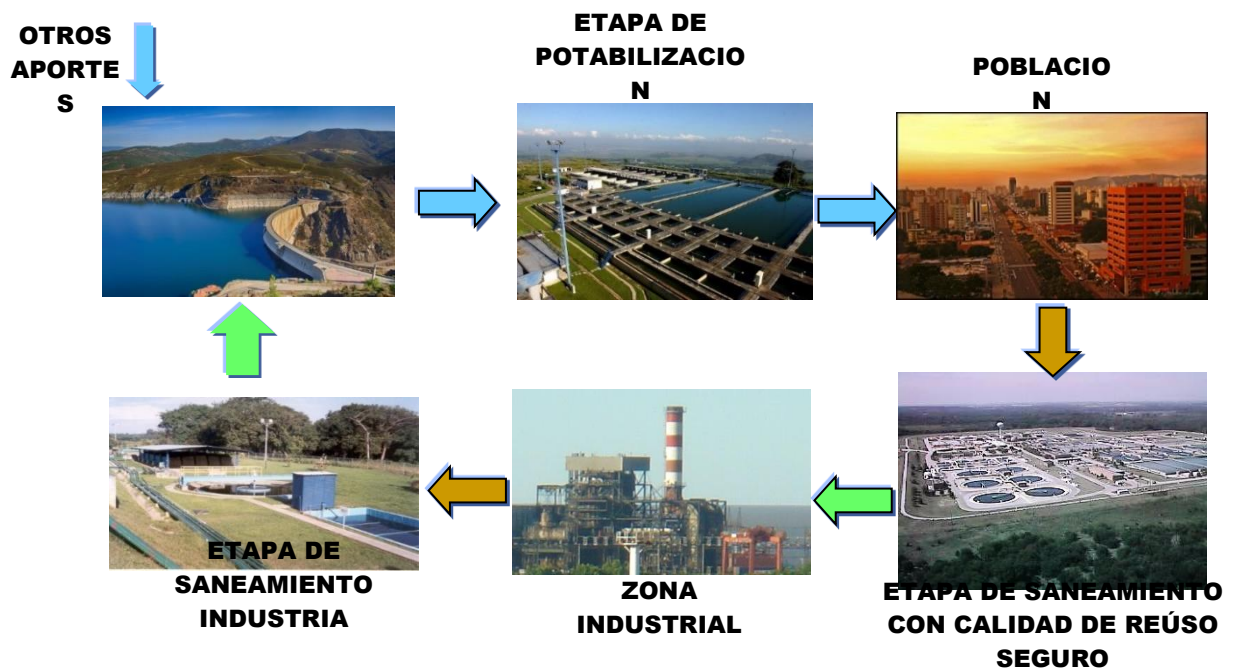 OTROS
APORTE
S
ETAPA DE
POTABILIZACIO
N
POBLACIO
N
ETAPA DE
SANEAMIENTO
INDUSTRIA
ZONA
INDUSTRIAL
ETAPA DE SANEAMIENTO
CON CALIDAD DE REÚSO
SEGURO